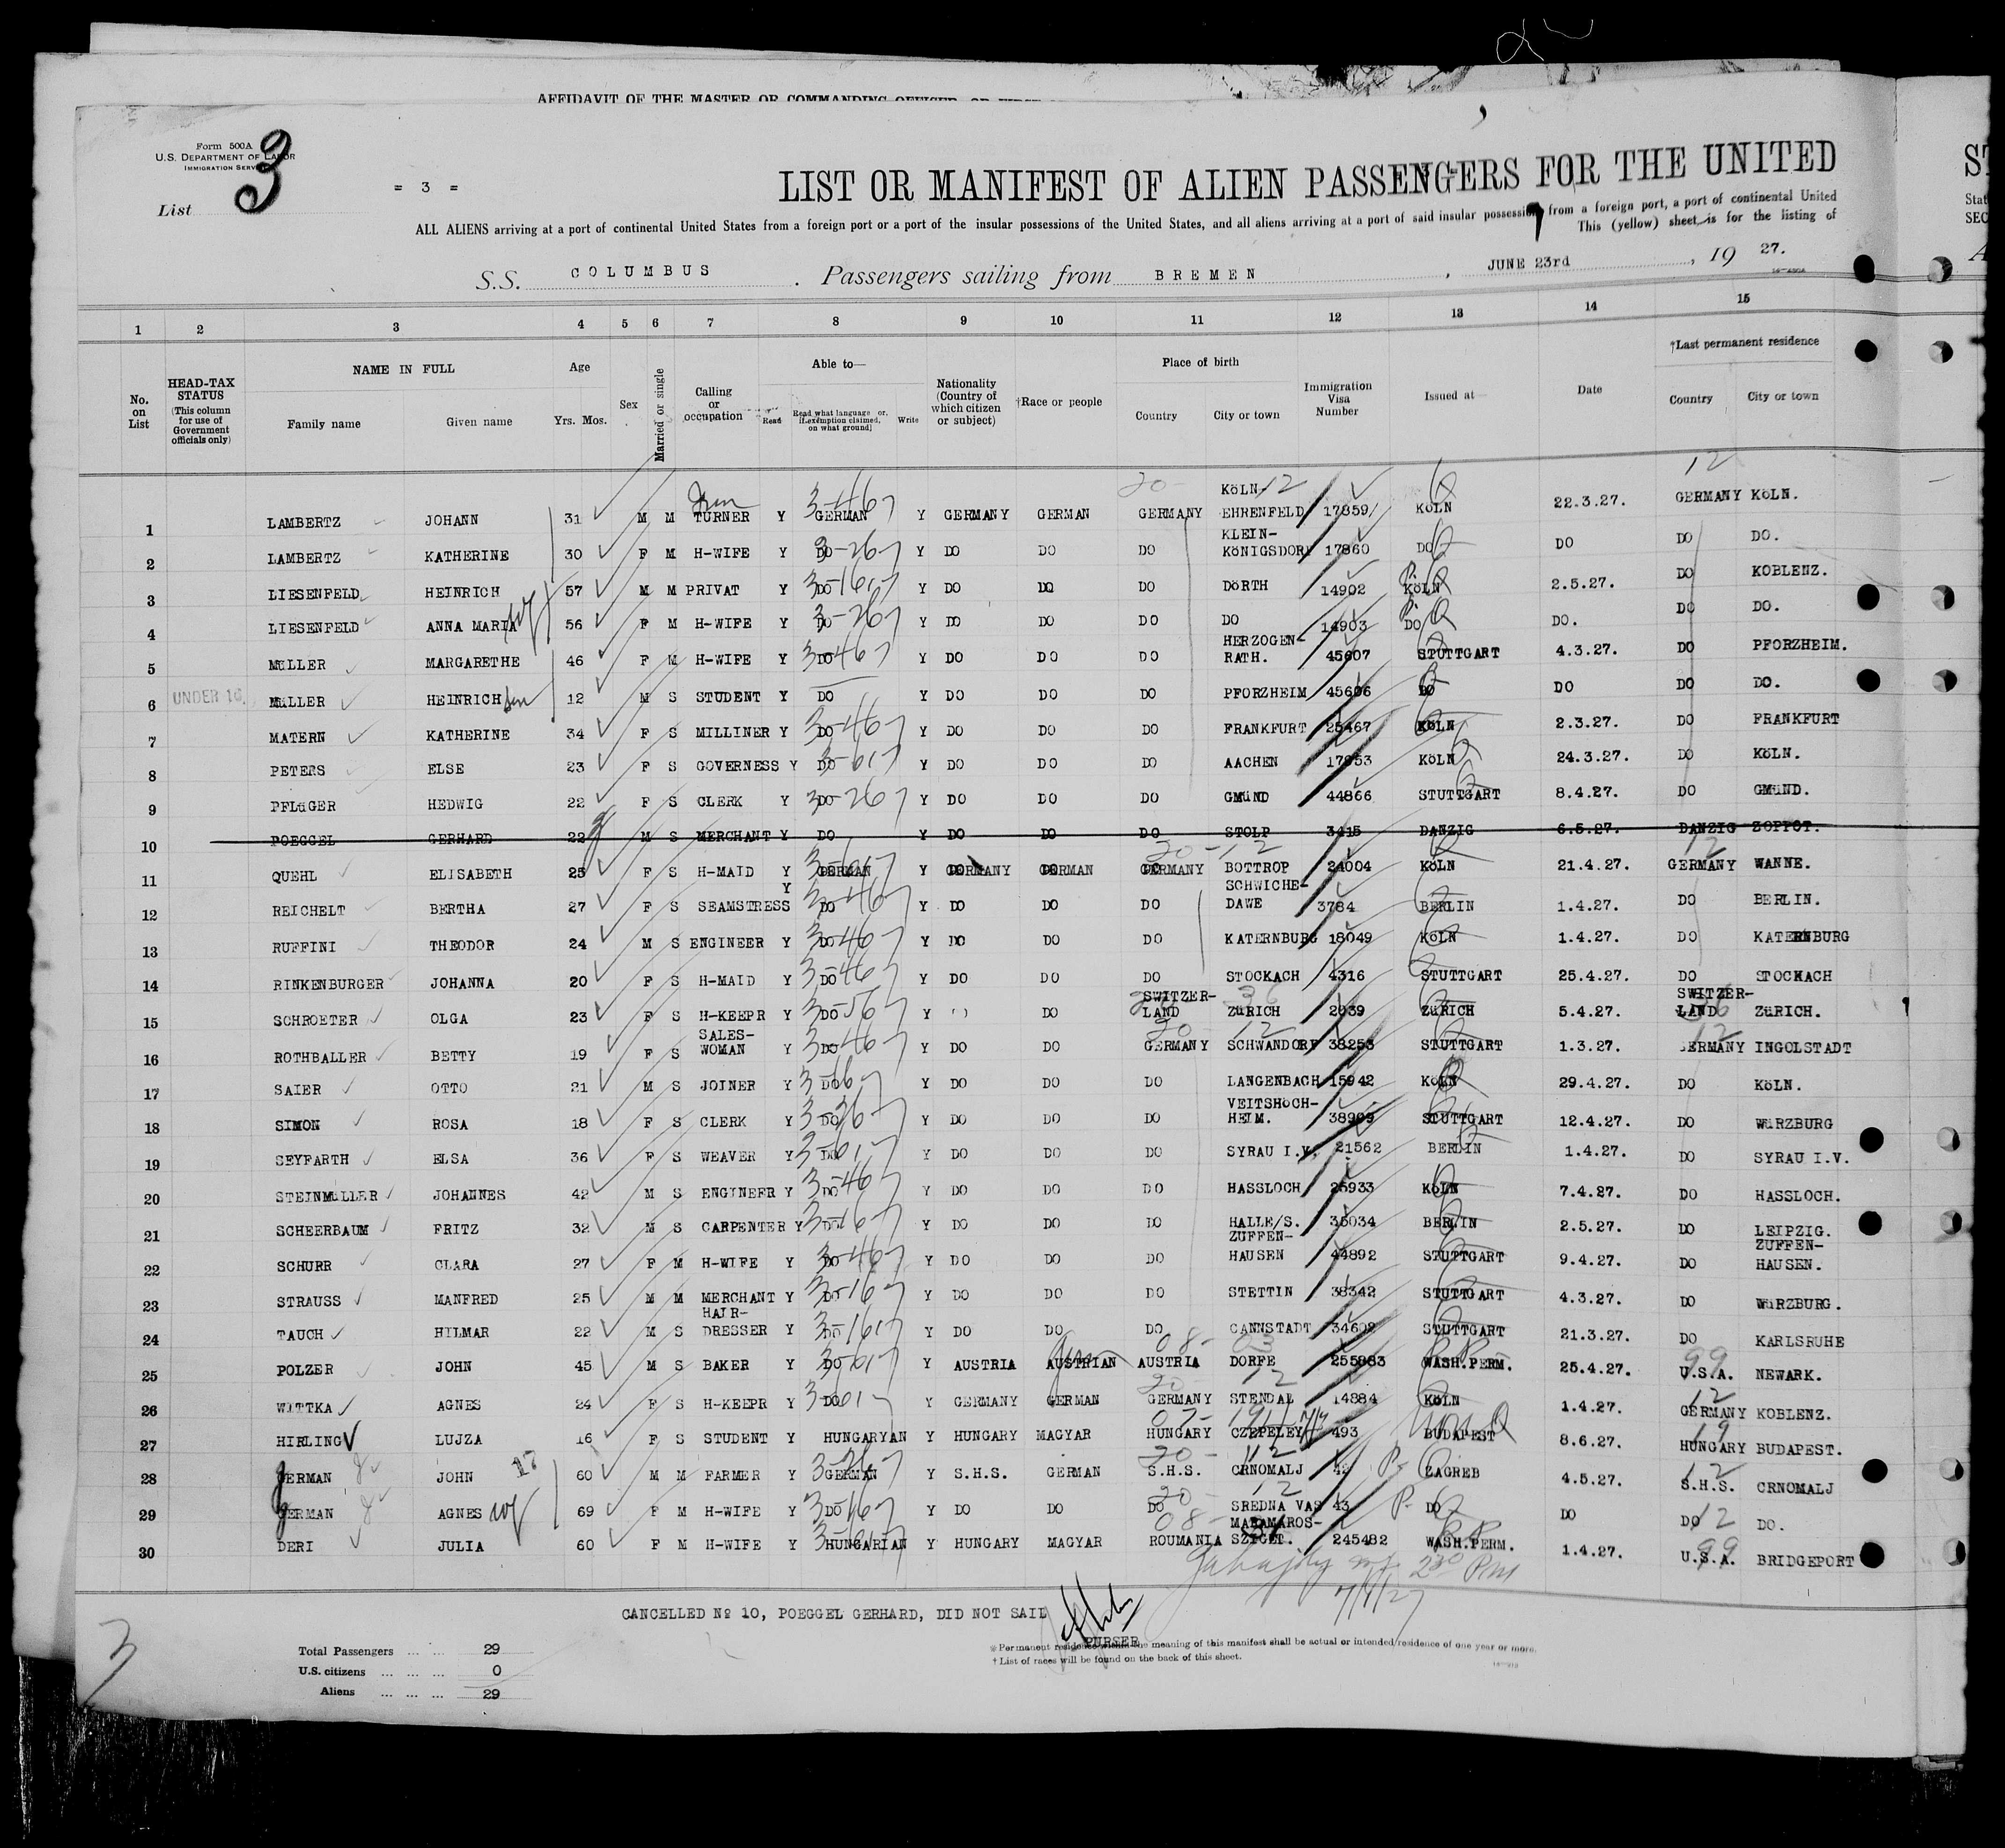 AFFIDAVIT OF THE MASTER OR COMMANDING OFFICER, OR FIRST
Form 500A
U.S. DEPARTMENT OF LABOR
IMMIGRATION SERVICE
List 3
= 3 =
LIST OR MANIFEST OF ALIEN PASSENGERS FOR THE UNITED
ALL ALIENS arriving at a port of continental United States from a foreign port or a port of the insular possessions of the United States, and all aliens arriving at a port of said insular possessions from a foreign port, a port of continental United
This (yellow) sheet is for the listing of
S.S. COLUMBUS . Passengers sailing from BREMEN , JUNE 23rd , 19 27.
1 2 3 4 5 6 7 8 9 10 11 12 13 14 15
No. on List
HEAD-TAX STATUS (This column for use of Government officials only)
NAME IN FULL Family name Given name
Age Yrs. Mos.
Sex
Married or single
Calling or occupation
Able to— Read Read what language or, if exemption claimed, on what ground] Write
Nationality (Country of which citizen or subject)
†Race or people
Place of birth Country City or town
Immigration Visa Number
Issued at—
Date
†Last permanent residence Country City or town
1 LAMBERTZ JOHANN 31 M M TURNER Y GERMAN Y GERMANY GERMAN GERMANY KöLN-EHRENFELD 17859 KöLN 22.3.27. GERMANY KöLN.
2 LAMBERTZ KATHERINE 30 F M H-WIFE Y DO Y DO DO DO KLEIN-KöNIGSDORF 17860 DO DO DO DO.
3 LIESENFELD HEINRICH 57 M M PRIVAT Y DO Y DO DO DO DöRTH 14902 KöLN 2.5.27. DO KOBLENZ.
4 LIESENFELD ANNA MARIA 56 F M H-WIFE Y DO Y DO DO DO DO 14903 DO DO. DO DO.
5 MüLLER MARGARETHE 46 F M H-WIFE Y DO Y DO DO DO HERZOGEN-RATH. 45607 STUTTGART 4.3.27. DO PFORZHEIM.
6 UNDER 16. MüLLER HEINRICH 12 M S STUDENT Y DO Y DO DO DO PFORZHEIM 45606 DO DO DO DO.
7 MATERN KATHERINE 34 F S MILLINER Y DO Y DO DO DO FRANKFURT 25467 KöLN 2.3.27. DO FRANKFURT
8 PETERS ELSE 23 F S GOVERNESS Y DO Y DO DO DO AACHEN 17953 KöLN 24.3.27. DO KöLN.
9 PFLüGER HEDWIG 22 F S CLERK Y DO Y DO DO DO GMüND 44866 STUTTGART 8.4.27. DO GMüND.
10 POEGGEL GERHARD 22 M S MERCHANT Y DO Y DO DO DO STOLP 3415 DANZIG 6.5.27. DANZIG ZOPPOT.
11 QUEHL ELISABETH 25 F S H-MAID Y GERMAN Y GERMANY GERMAN GERMANY BOTTROP 24004 KöLN 21.4.27. GERMANY WANNE.
12 REICHELT BERTHA 27 F S SEAMSTRESS Y DO Y DO DO DO SCHWICHE-DAWE 3784 BERLIN 1.4.27. DO BERLIN.
13 RUFFINI THEODOR 24 M S ENGINEER Y DO Y DO DO DO KATERNBURG 18049 KöLN 1.4.27. DO KATERNBURG
14 RINKENBURGER JOHANNA 20 F S H-MAID Y DO Y DO DO DO STOCKACH 4316 STUTTGART 25.4.27. DO STOCKACH
15 SCHROETER OLGA 23 F S H-KEEPR Y DO Y DO SWITZER-LAND ZüRICH 2039 ZüRICH 5.4.27. SWITZER-LAND ZüRICH.
16 ROTHBALLER BETTY 19 F S SALES-WOMAN Y DO Y DO DO GERMANY SCHWANDORF 38253 STUTTGART 1.3.27. GERMANY INGOLSTADT
17 SAIER OTTO 21 M S JOINER Y DO Y DO DO DO LANGENBACH 15942 KöLN 29.4.27. DO KöLN.
18 SIMON ROSA 18 F S CLERK Y DO Y DO DO DO VEITSHöCH-HEIM. 38909 STUTTGART 12.4.27. DO WüRZBURG
19 SEYFARTH ELSA 36 F S WEAVER Y DO Y DO DO DO SYRAU I.V. 21562 BERLIN 1.4.27. DO SYRAU I.V.
20 STEINMüLLER JOHANNES 42 M S ENGINEER Y DO Y DO DO DO HASSLOCH 25933 KöLN 7.4.27. DO HASSLOCH.
21 SCHEERBAUM FRITZ 32 M S CARPENTER Y DO Y DO DO DO HALLE/S. 35034 BERLIN 2.5.27. DO LEIPZIG.
22 SCHURR CLARA 27 F M H-WIFE Y DO Y DO DO DO ZUFFEN-HAUSEN 44892 STUTTGART 9.4.27. DO ZUFFEN-HAUSEN.
23 STRAUSS MANFRED 25 M M MERCHANT Y DO Y DO DO DO STETTIN 38342 STUTTGART 4.3.27. DO WüRZBURG.
24 TAUCH HILMAR 22 M S HAIR-DRESSER Y DO Y DO DO DO CANNSTADT 34602 STUTTGART 21.3.27. DO KARLSRUHE
25 POLZER JOHN 45 M S BAKER Y DO Y AUSTRIA AUSTRIAN AUSTRIA DORFE 255883 WASH.PERM. 25.4.27. U.S.A. NEWARK.
26 WITTKA AGNES 24 F S H-KEEPR Y DO Y GERMANY GERMAN GERMANY STENDAL 14884 KöLN 1.4.27. GERMANY KOBLENZ.
27 HIRLING LUJZA 16 F S STUDENT Y HUNGARYAN Y HUNGARY MAGYAR HUNGARY CZEPELEY 493 BUDAPEST 8.6.27. HUNGARY BUDAPEST.
28 GERMAN JOHN 60 M M FARMER Y GERMAN Y S.H.S. GERMAN S.H.S. CRNOMALJ 42 ZAGREB 4.5.27. S.H.S. CRNOMALJ
29 GERMAN AGNES 69 F M H-WIFE Y DO Y DO DO DO SREDNA VAS 43 DO DO DO DO.
30 DERI JULIA 60 F M H-WIFE Y HUNGARIAN Y HUNGARY MAGYAR ROUMANIA MARAMAROS-SZIGET. 245482 WASH.PERM. 1.4.27. U.S.A. BRIDGEPORT
CANCELLED Nº 10, POEGGEL GERHARD, DID NOT SAIL
PURSER
3
Total Passengers 29
U.S. citizens 0
Aliens 29
* Permanent residence within the meaning of this manifest shall be actual or intended residence of one year or more.
† List of races will be found on the back of this sheet.